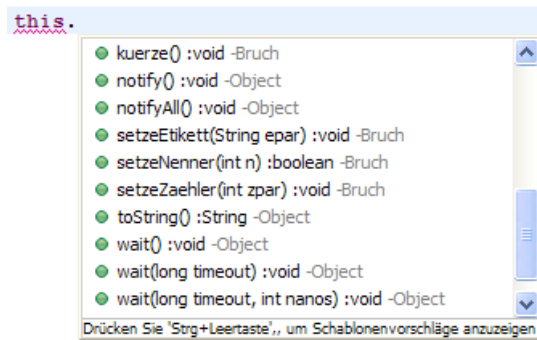 this.
kuerze() :void -Bruch
notify() :void -Object
notifyAll() :void -Object
setzeEtikett(String epar) :void -Bruch
setzeNenner(int n) :boolean -Bruch
setzeZaehler(int zpar) :void -Bruch
toString() :String -Object
wait() :void -Object
wait(long timeout) :void -Object
wait(long timeout, int nanos) :void -Object
Drücken Sie 'Strg+Leertaste',, um Schablonenvorschläge anzuzeigen